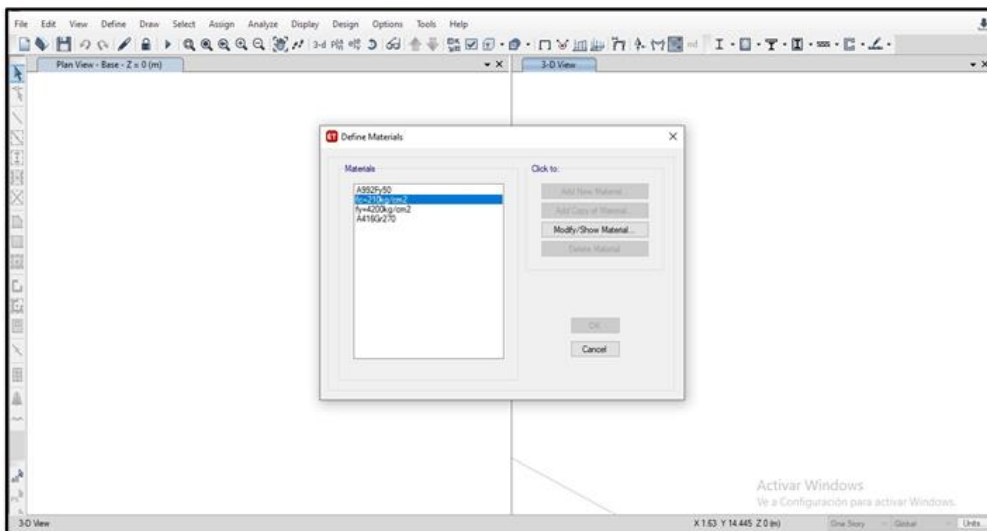 File Edit View Define Draw Select Assign Analyze Display Design Options Tools Help
3-d
Plan View - Base - Z = 0 (m)
3-D View
Define Materials
Materials
A992Fy50
fc=210kg/cm2
fy=4200kg/cm2
A416Gr270
Click to:
Add New Material...
Add Copy of Material...
Modify/Show Material...
Delete Material
OK
Cancel
Activar Windows
Ve a Configuración para activar Windows.
3-D View
X 1.63 Y 14.445 Z 0 (m)
One Story
Global
Units...